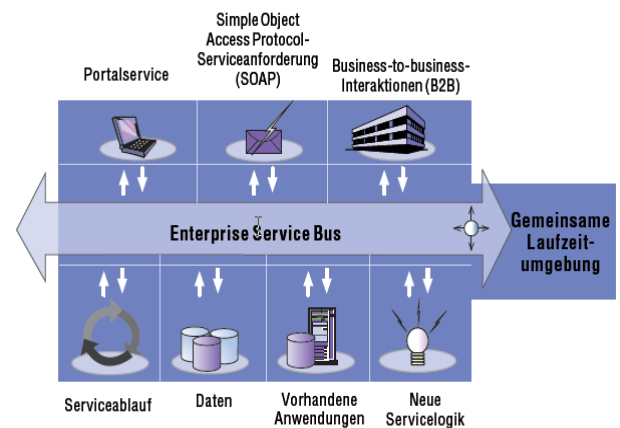 Portalservice
Simple Object
Access Protocol-
Serviceanforderung
(SOAP)
Business-to-business-
Interaktionen (B2B)
Enterprise Service Bus
Gemeinsame
Laufzeit-
umgebung
Serviceablauf
Daten
Vorhandene
Anwendungen
Neue
Servicelogik